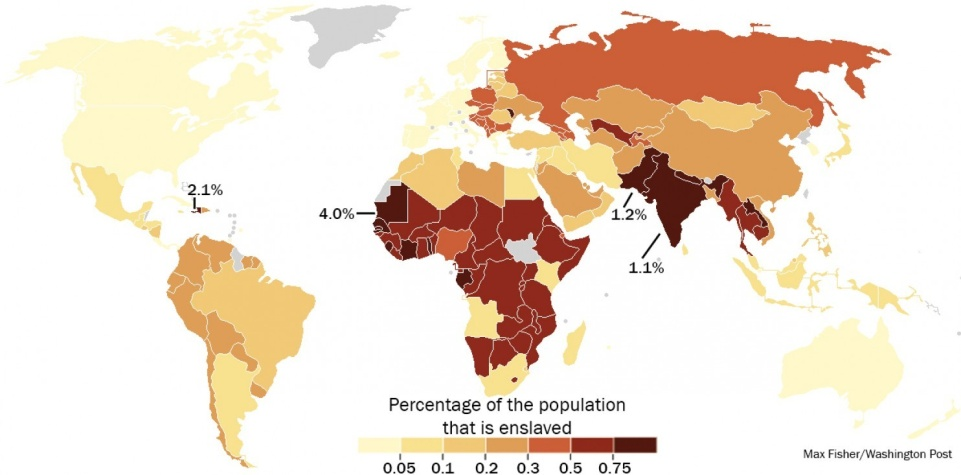 2.1%
4.0%
1.2%
1.1%
Percentage of the population
that is enslaved
0.05 0.1 0.2 0.3 0.5 0.75
Max Fisher/Washington Post